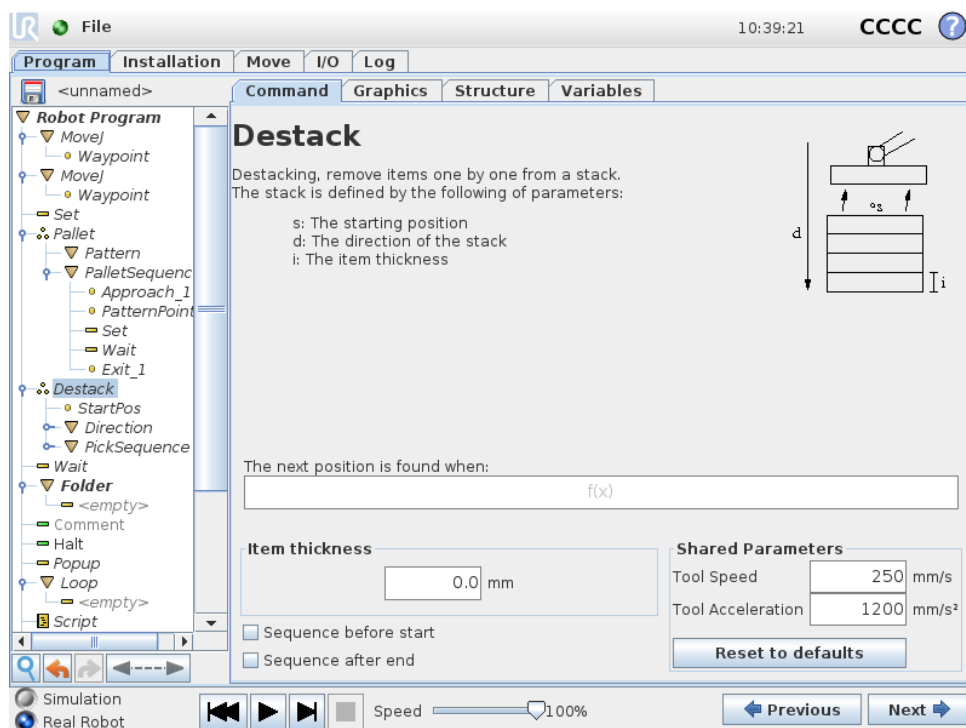 UR File 10:39:21 CCCC ?
Program Installation Move I/O Log
<unnamed> Command Graphics Structure Variables
Robot Program
MoveJ
Waypoint
MoveJ
Waypoint
Set
Pallet
Pattern
PalletSequenc
Approach_1
PatternPoint
Set
Wait
Exit_1
Destack
StartPos
Direction
PickSequence
Wait
Folder
<empty>
Comment
Halt
Popup
Loop
<empty>
Script
Destack
Destacking, remove items one by one from a stack.
The stack is defined by the following of parameters:
s: The starting position
d: The direction of the stack
i: The item thickness
s
d
i
The next position is found when:
f(x)
Item thickness
0.0 mm
Sequence before start
Sequence after end
Shared Parameters
Tool Speed 250 mm/s
Tool Acceleration 1200 mm/s²
Reset to defaults
Simulation
Real Robot
Speed 100%
Previous Next